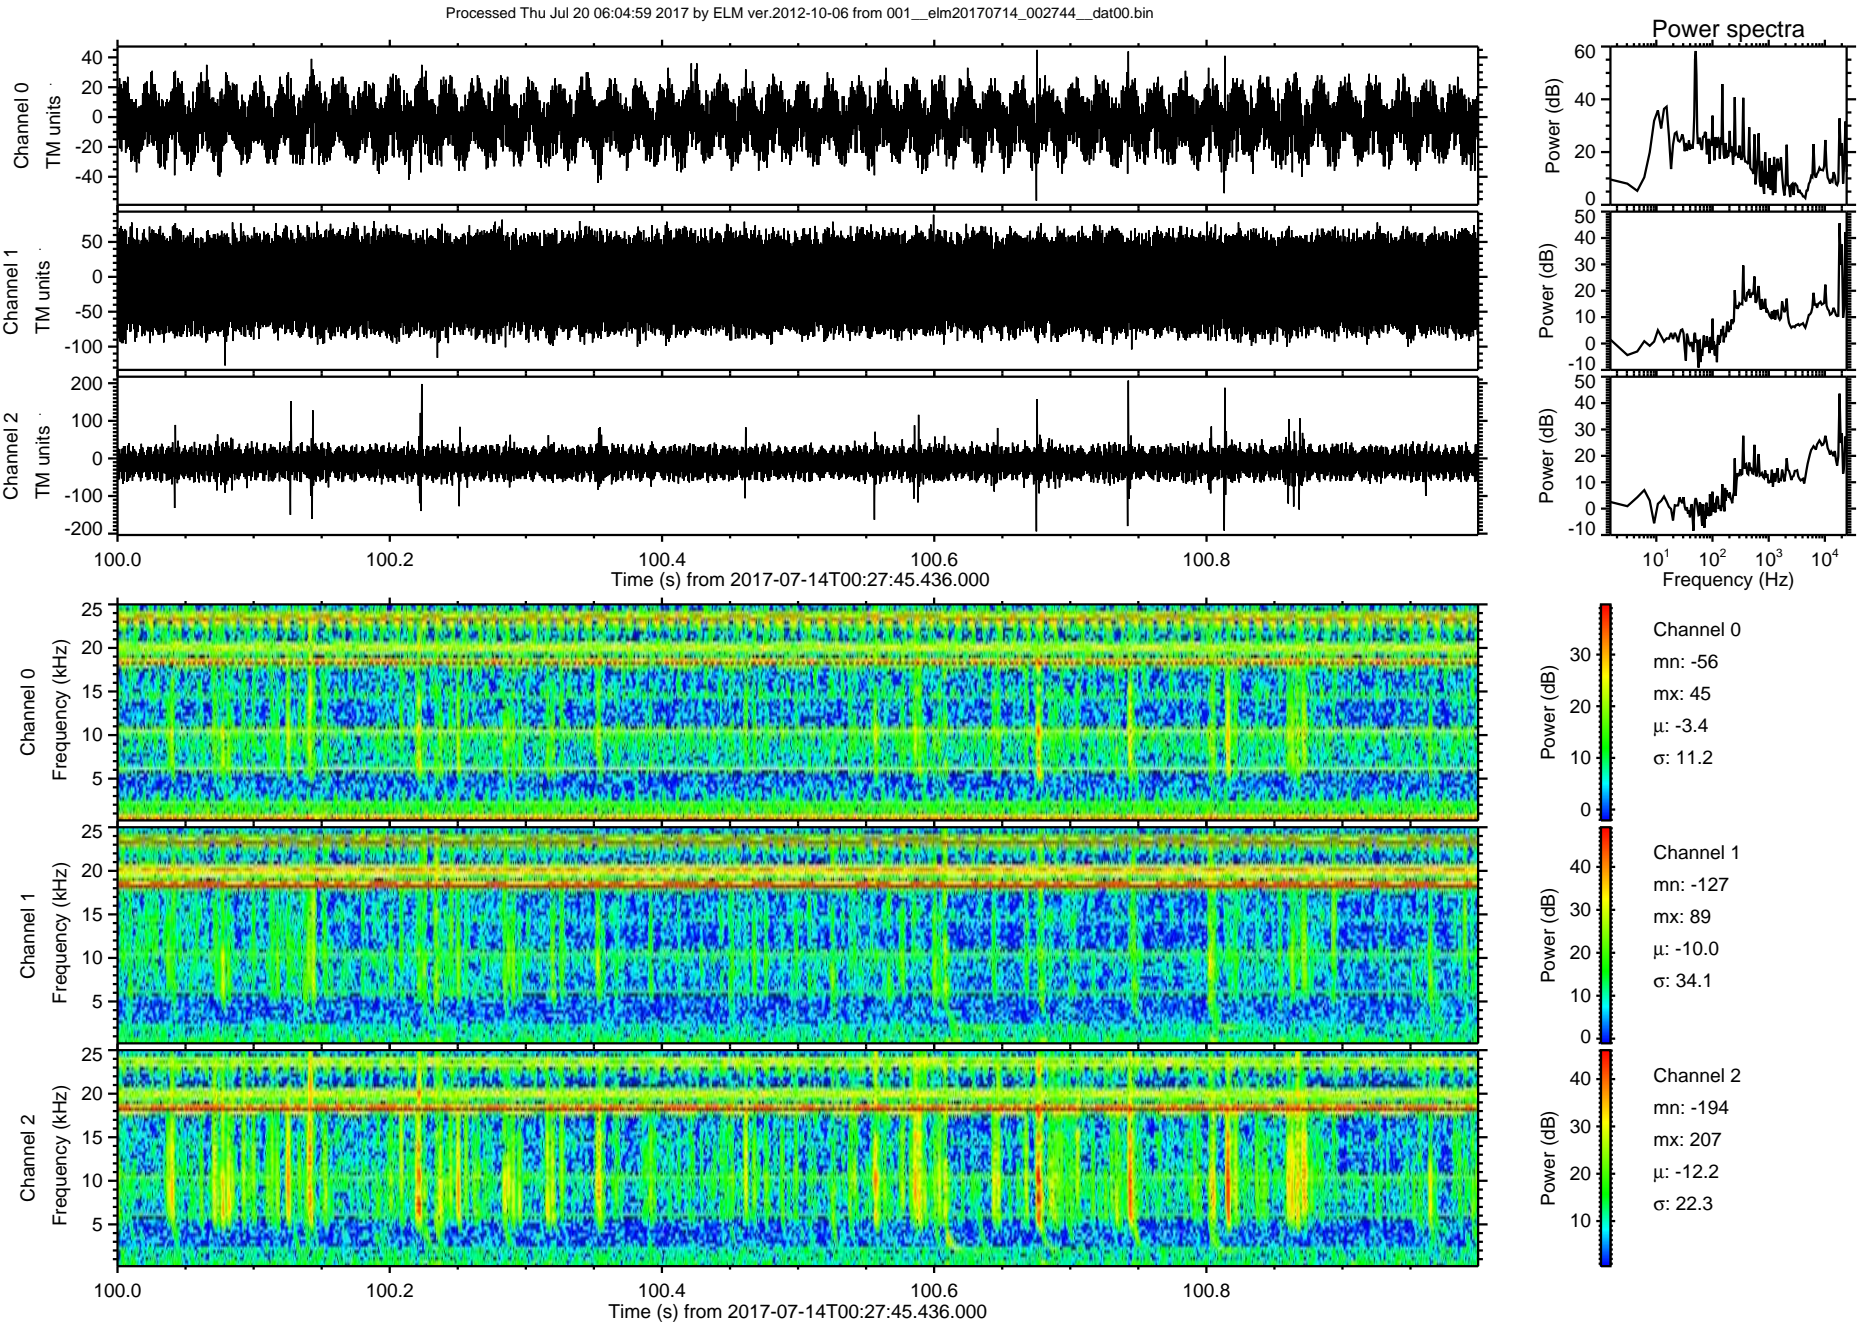 Processed Thu Jul 20 06:04:59 2017 by ELM ver.2012-10-06 from 001__elm20170714_002744__dat00.bin
Power spectra
Channel 0
TM units
40
20
0
-20
-40
Power (dB)
60
40
20
0
Channel 1
TM units
50
0
-50
-100
Power (dB)
50
40
30
20
10
0
-10
Channel 2
TM units
200
100
0
-100
-200
Power (dB)
50
40
30
20
10
0
-10
100.0 100.2 100.4 100.6 100.8
Time (s) from 2017-07-14T00:27:45.436.000
10¹ 10² 10³ 10⁴
Frequency (Hz)
Channel 0
Frequency (kHz)
25
20
15
10
5
Power (dB)
30
20
10
0
Channel 0
mn: -56
mx: 45
μ: -3.4
σ: 11.2
Channel 1
Frequency (kHz)
25
20
15
10
5
Power (dB)
40
30
20
10
0
Channel 1
mn: -127
mx: 89
μ: -10.0
σ: 34.1
Channel 2
Frequency (kHz)
25
20
15
10
5
Power (dB)
40
30
20
10
Channel 2
mn: -194
mx: 207
μ: -12.2
σ: 22.3
100.0 100.2 100.4 100.6 100.8
Time (s) from 2017-07-14T00:27:45.436.000